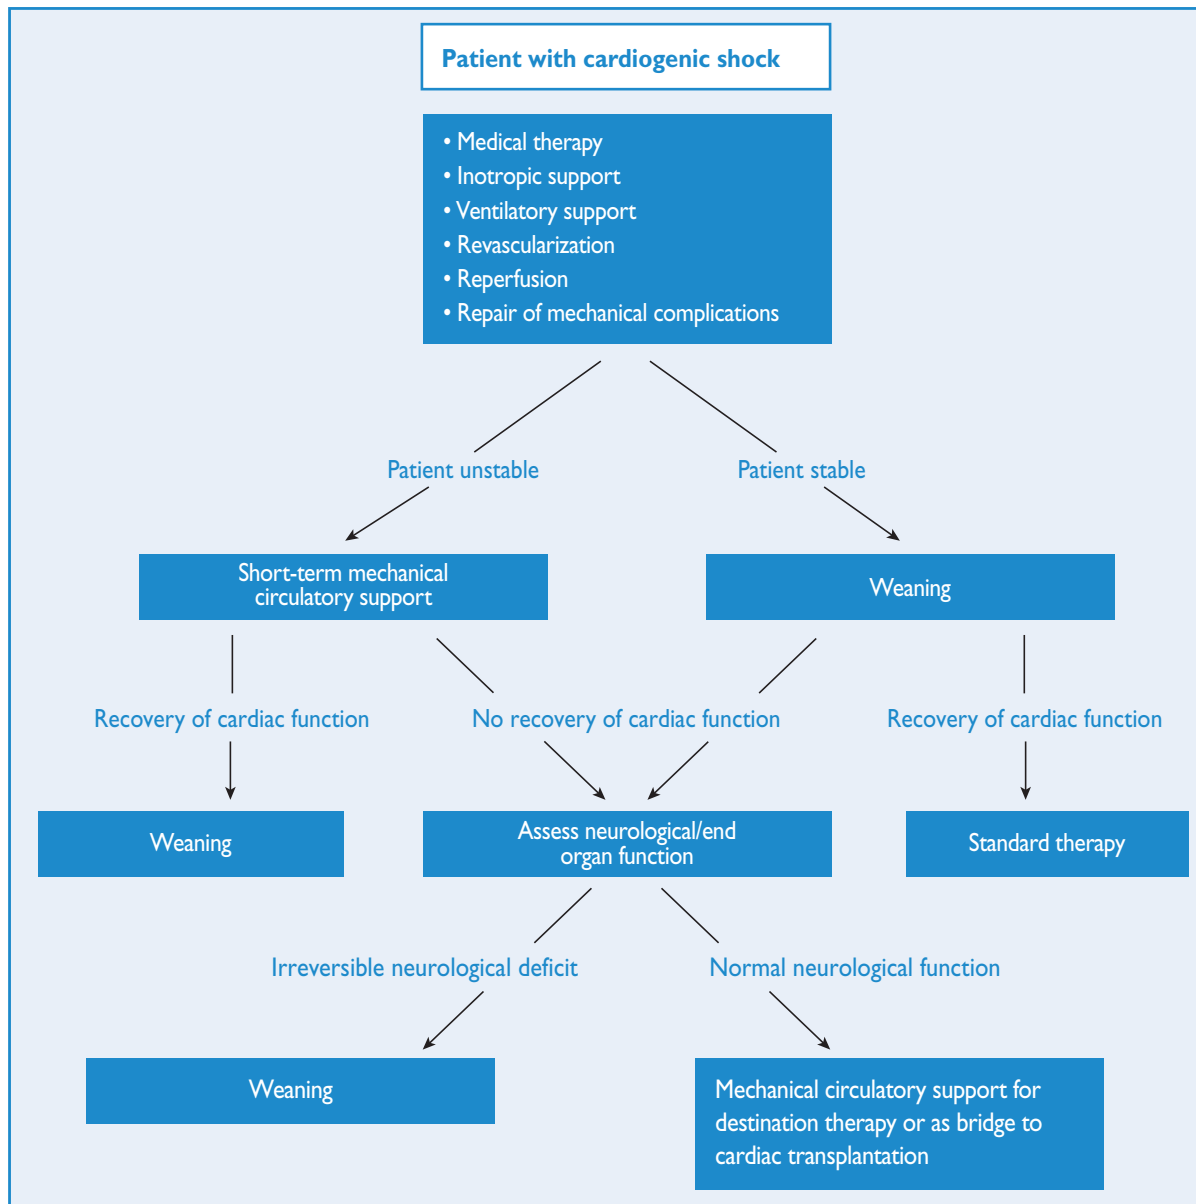 Patient with cardiogenic shock
• Medical therapy
• Inotropic support
• Ventilatory support
• Revascularization
• Reperfusion
• Repair of mechanical complications
Patient unstable
Patient stable
Short-term mechanical
circulatory support
Weaning
Recovery of cardiac function
No recovery of cardiac function
Recovery of cardiac function
Weaning
Assess neurological/end
organ function
Standard therapy
Irreversible neurological deficit
Normal neurological function
Weaning
Mechanical circulatory support for
destination therapy or as bridge to
cardiac transplantation